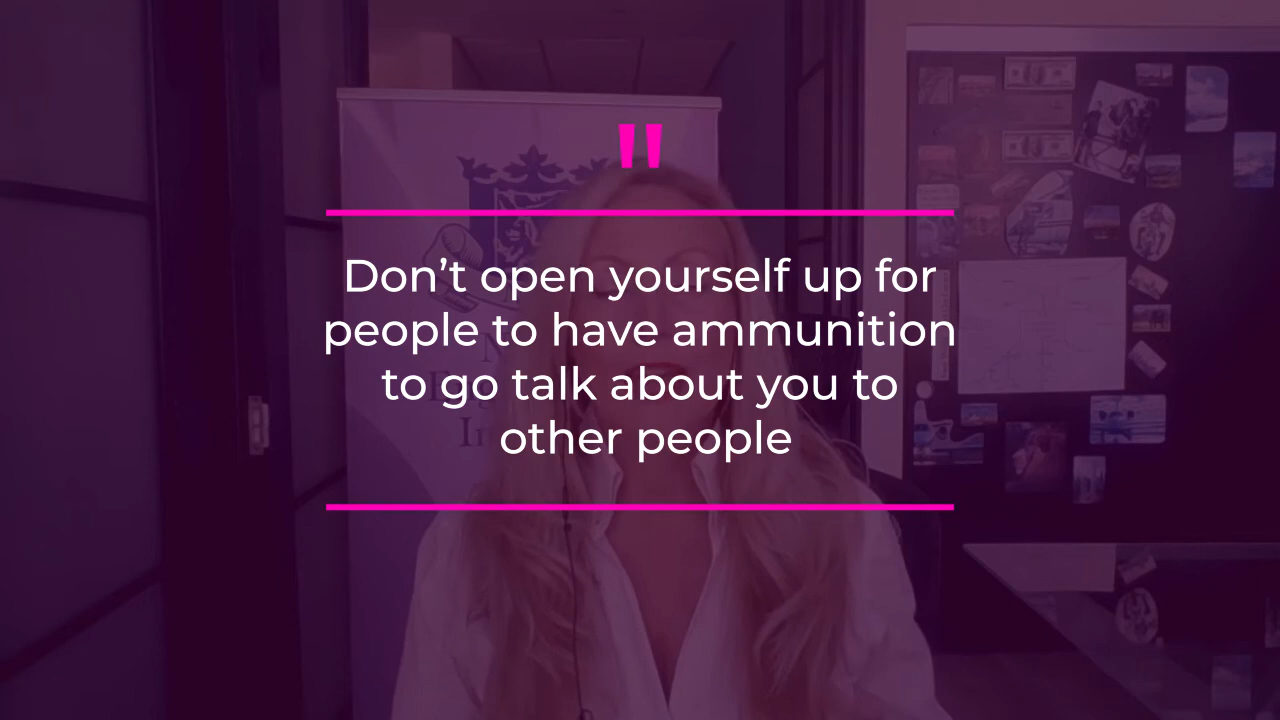 "
Don’t open yourself up for
people to have ammunition
to go talk about you to
other people